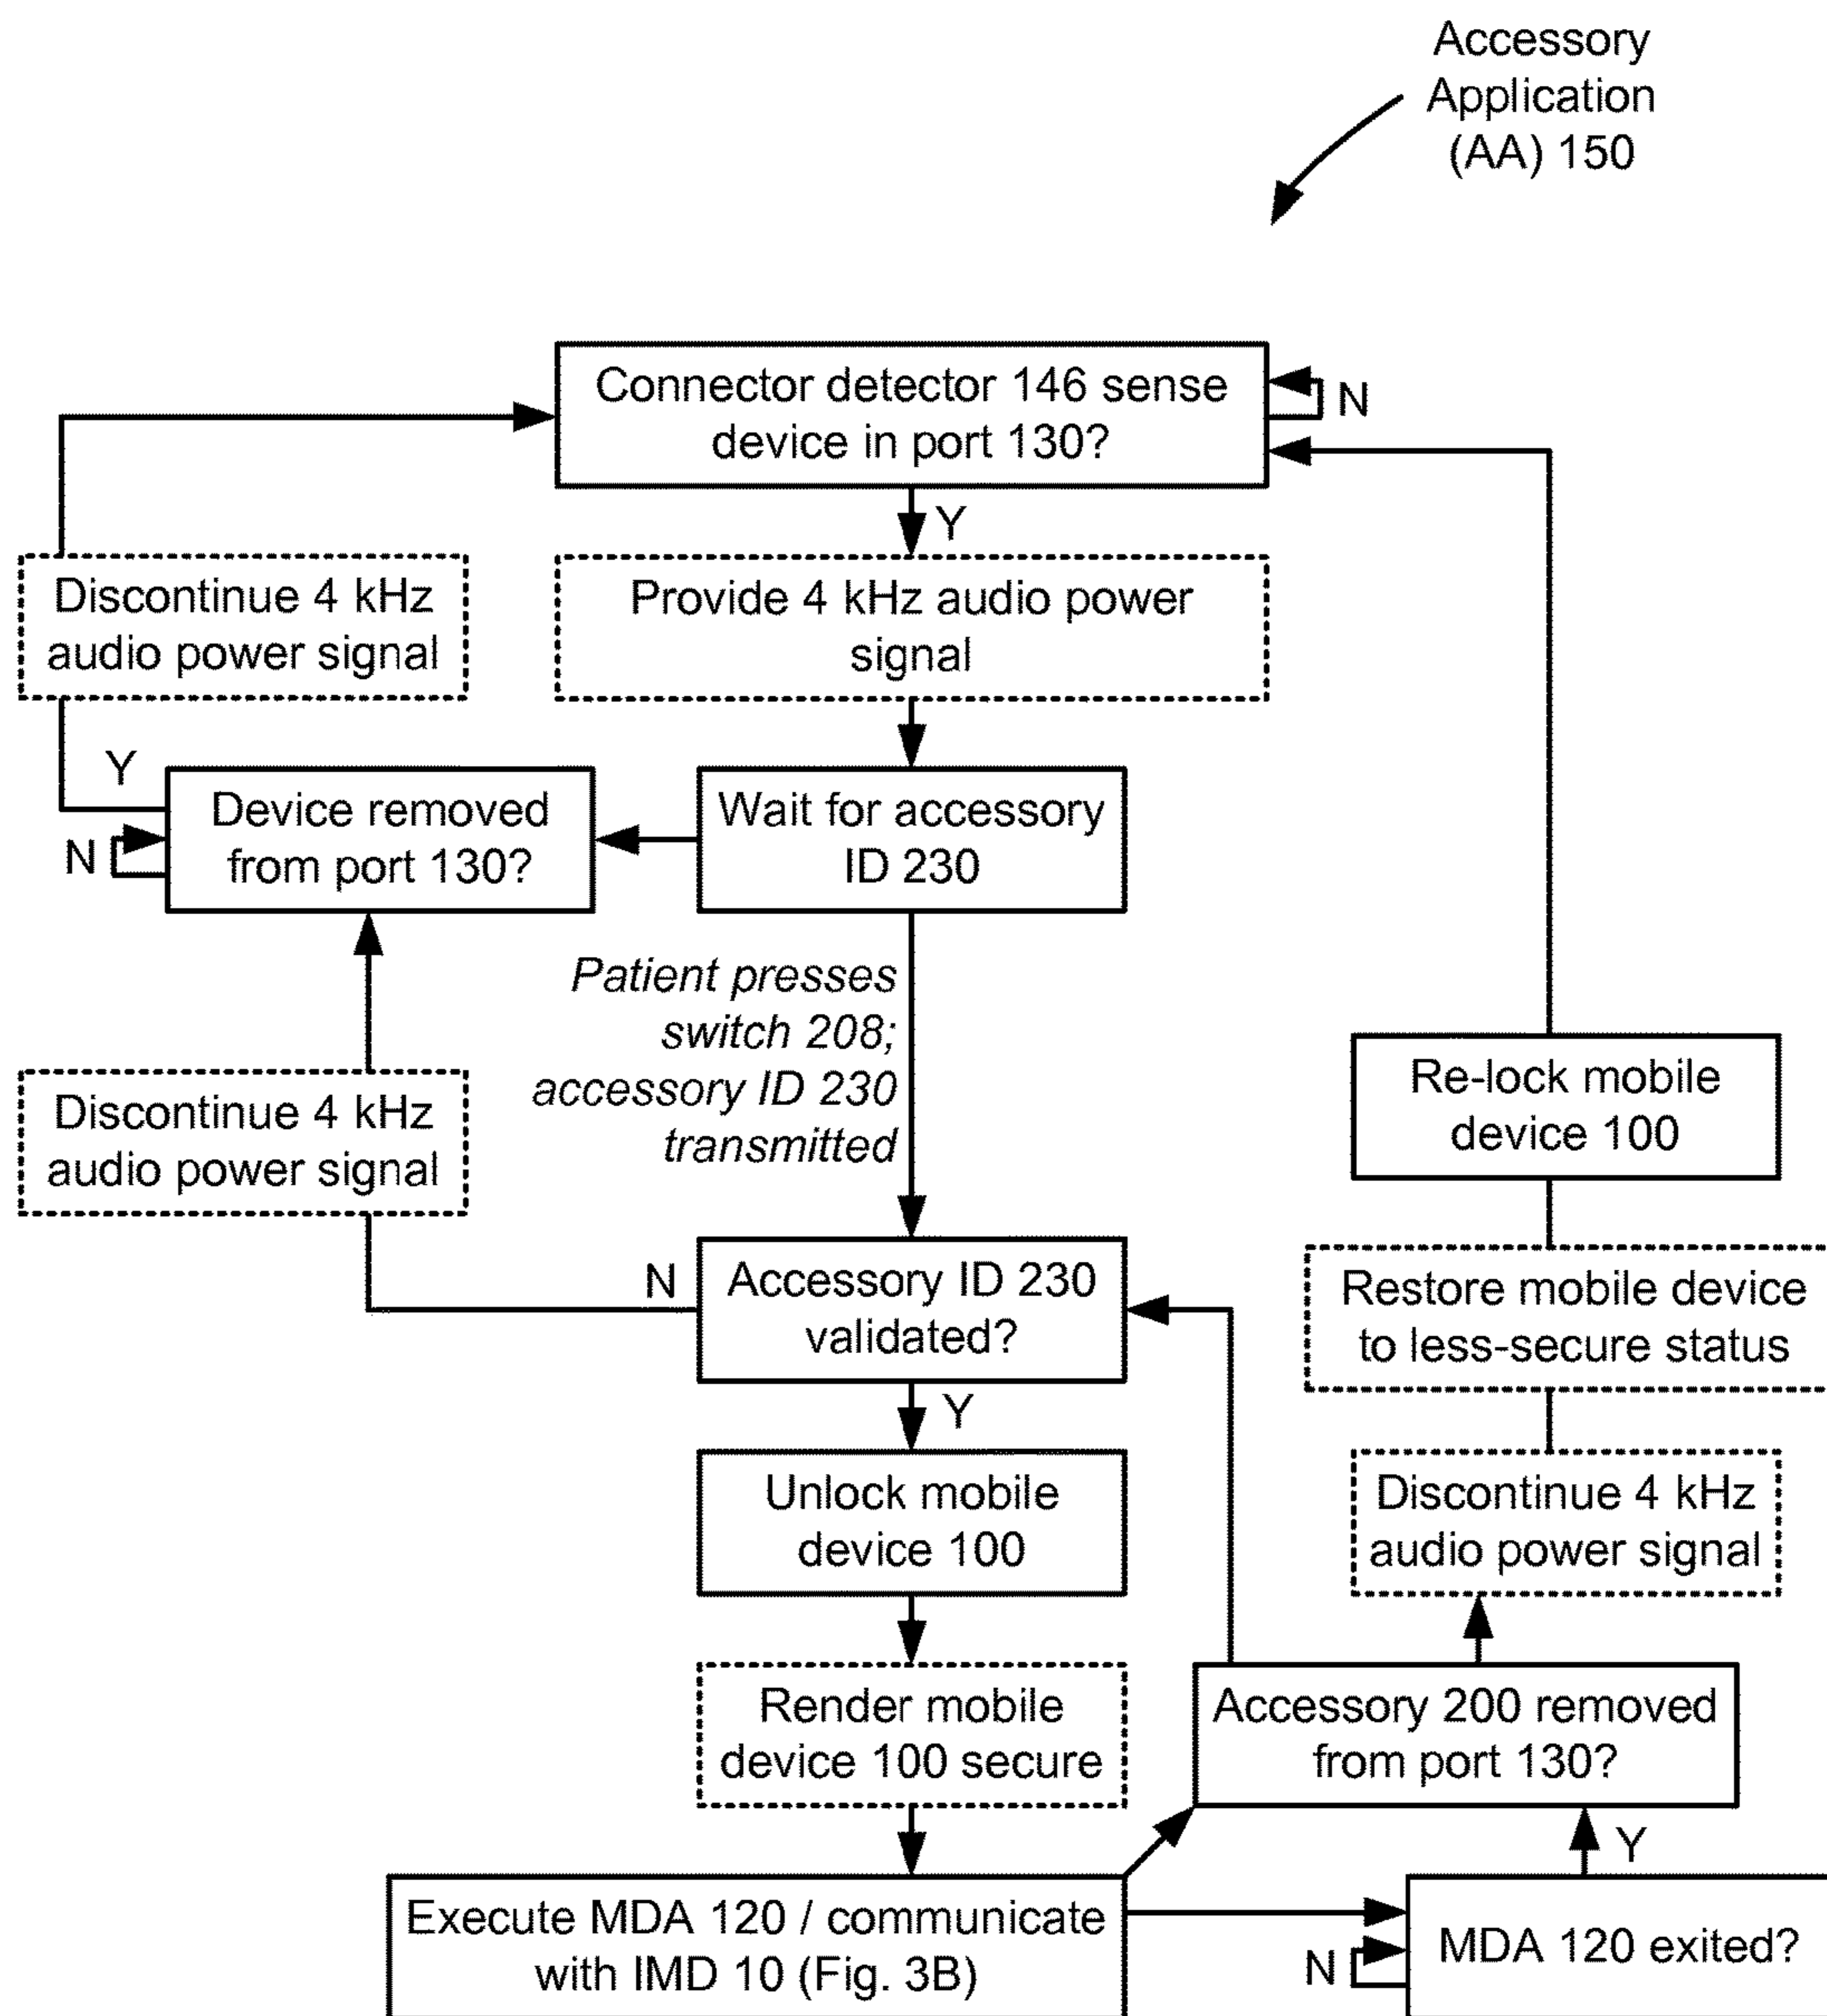 Accessory
Application
(AA) 150
Connector detector 146 sense
device in port 130?
N
Y
Discontinue 4 kHz
audio power signal
Provide 4 kHz audio power
signal
Y
Device removed
from port 130?
N
Wait for accessory
ID 230
Patient presses
switch 208;
accessory ID 230
transmitted
Re-lock mobile
device 100
Discontinue 4 kHz
audio power signal
N
Accessory ID 230
validated?
Restore mobile device
to less-secure status
Y
Unlock mobile
device 100
Discontinue 4 kHz
audio power signal
Render mobile
device 100 secure
Accessory 200 removed
from port 130?
Y
Execute MDA 120 / communicate
with IMD 10 (Fig. 3B)
N
MDA 120 exited?